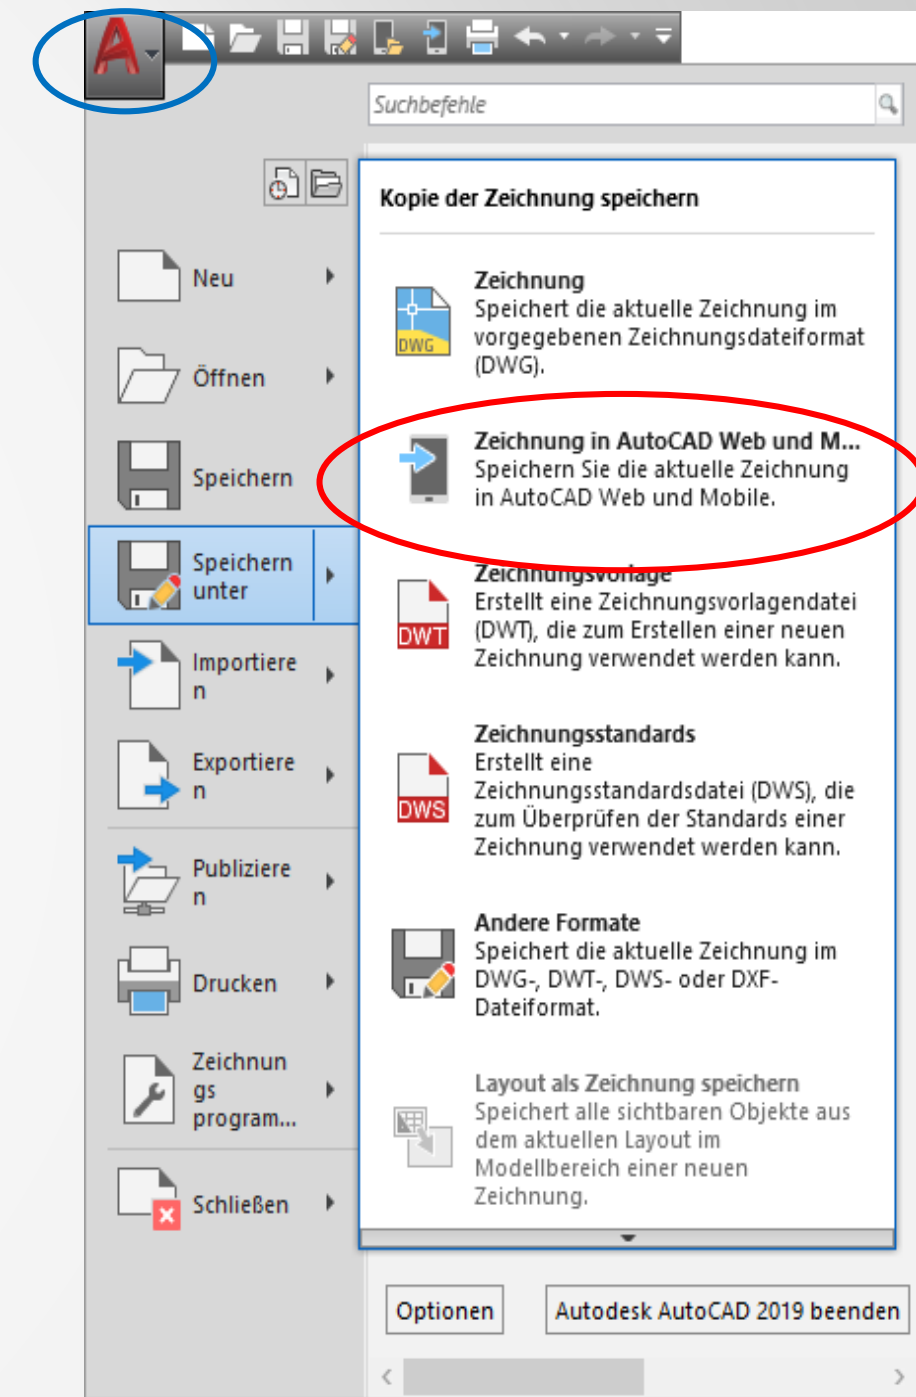 A
Suchbefehle
Kopie der Zeichnung speichern
Neu
Öffnen
Speichern
Speichern
unter
Importiere
n
Exportiere
n
Publiziere
n
Drucken
Zeichnun
gs
program...
Schließen
Zeichnung
Speichert die aktuelle Zeichnung im
vorgegebenen Zeichnungsdateiformat
(DWG).
DWG
Zeichnung in AutoCAD Web und M...
Speichern Sie die aktuelle Zeichnung
in AutoCAD Web und Mobile.
Zeichnungsvorlage
Erstellt eine Zeichnungsvorlagendatei
(DWT), die zum Erstellen einer neuen
Zeichnung verwendet werden kann.
DWT
Zeichnungsstandards
Erstellt eine
Zeichnungsstandardsdatei (DWS), die
zum Überprüfen der Standards einer
Zeichnung verwendet werden kann.
DWS
Andere Formate
Speichert die aktuelle Zeichnung im
DWG-, DWT-, DWS- oder DXF-
Dateiformat.
Layout als Zeichnung speichern
Speichert alle sichtbaren Objekte aus
dem aktuellen Layout im
Modellbereich einer neuen
Zeichnung.
Optionen
Autodesk AutoCAD 2019 beenden